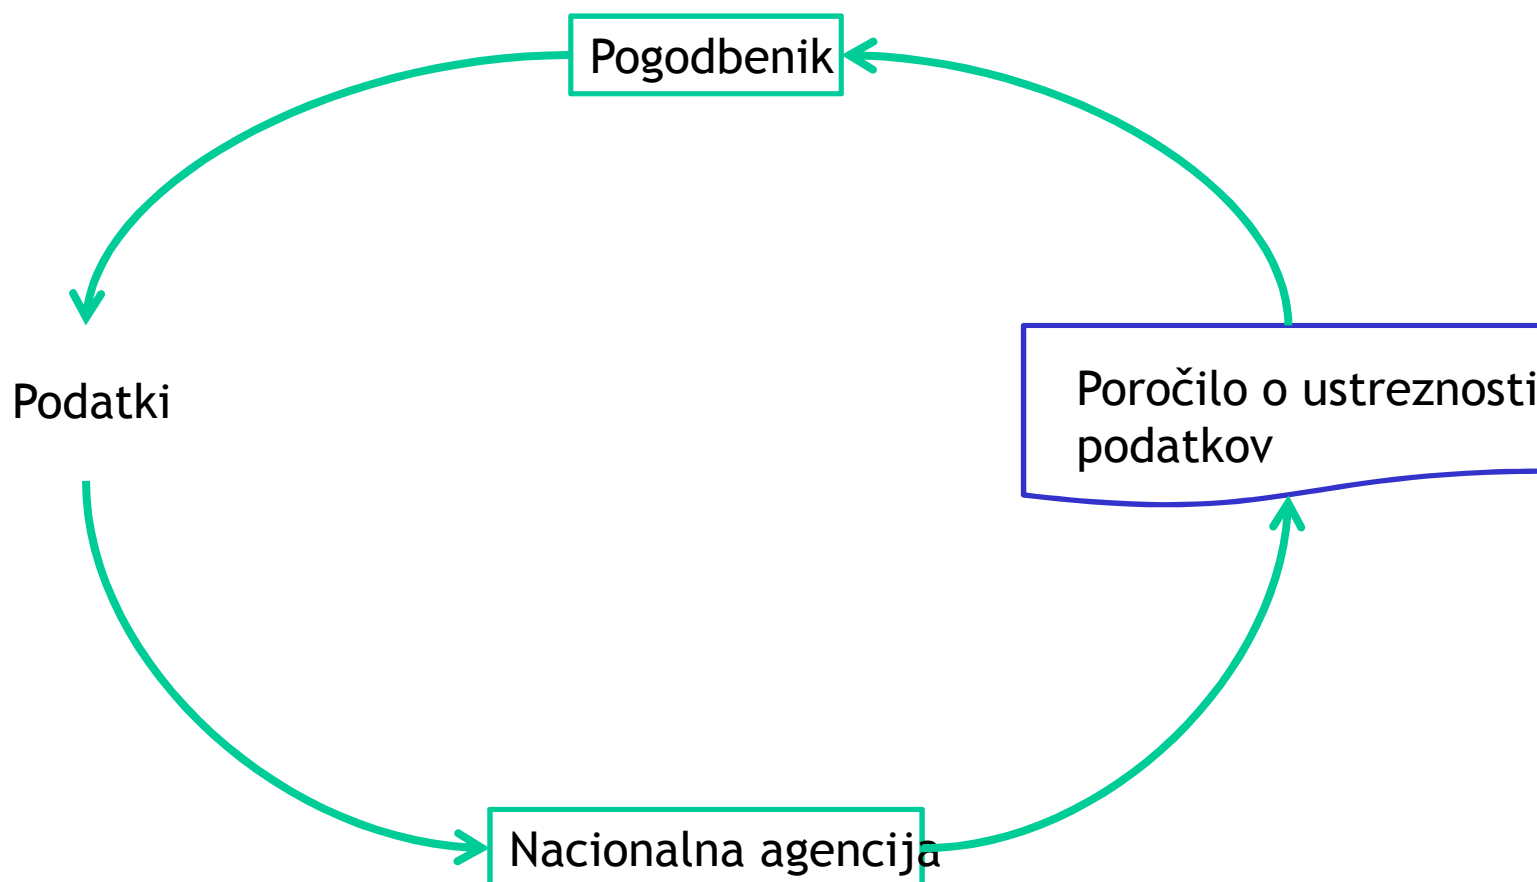 Pogodbenik
Podatki
Poročilo o ustreznosti
podatkov
Nacionalna agencija